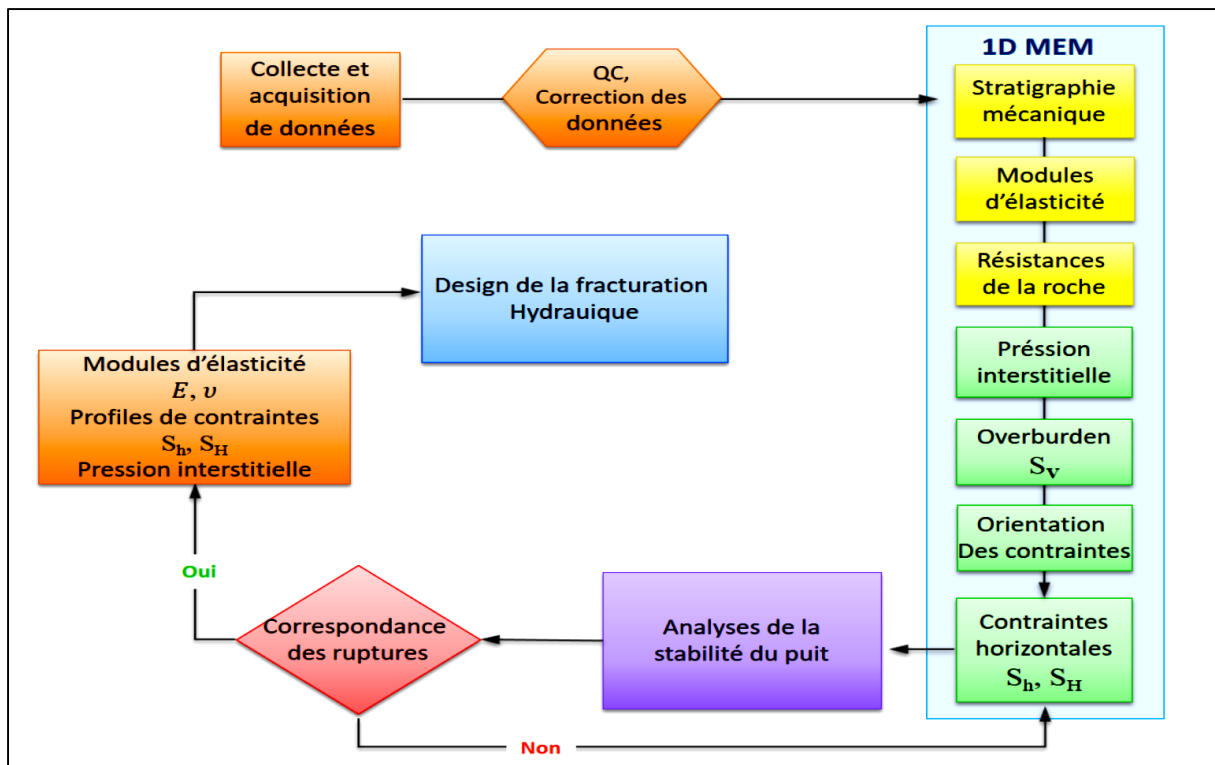 Collecte et
acquisition
de données
QC,
Correction des
données
1D MEM
Stratigraphie
mécanique
Modules
d'élasticité
Résistances
de la roche
Préssion
interstitielle
Overburden
Sv
Orientation
Des contraintes
Contraintes
horizontales
Sh, SH
Analyses de la
stabilité du puit
Correspondance
des ruptures
Oui
Non
Modules d'élasticité
E, υ
Profiles de contraintes
Sh, SH
Pression interstitielle
Design de la fracturation
Hydrauique